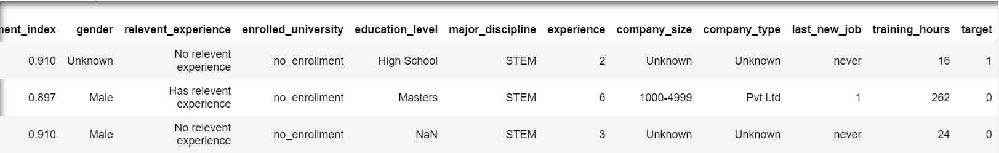 ment_index gender relevent_experience enrolled_university education_level major_discipline experience company_size company_type last_new_job training_hours target
0.910 Unknown No relevent experience no_enrollment High School STEM 2 Unknown Unknown never 16 1
0.897 Male Has relevent experience no_enrollment Masters STEM 6 1000-4999 Pvt Ltd 1 262 0
0.910 Male No relevent experience no_enrollment NaN STEM 3 Unknown Unknown never 24 0